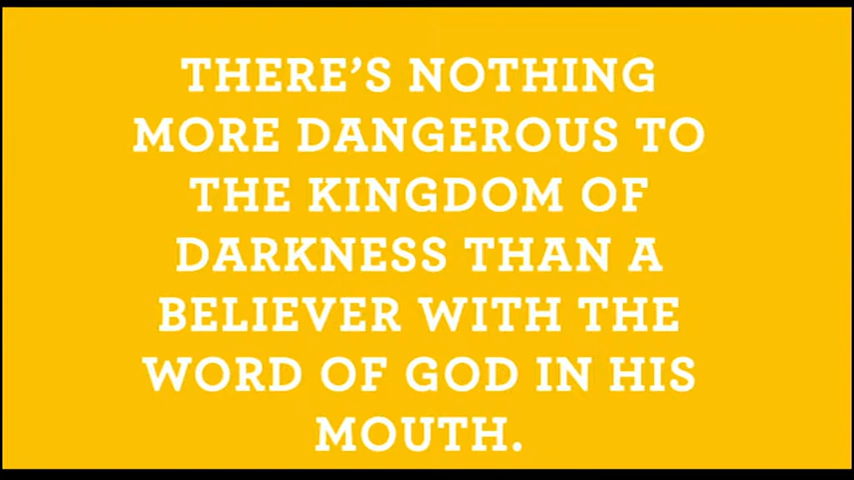 THERE’S NOTHING
MORE DANGEROUS TO
THE KINGDOM OF
DARKNESS THAN A
BELIEVER WITH THE
WORD OF GOD IN HIS
MOUTH.